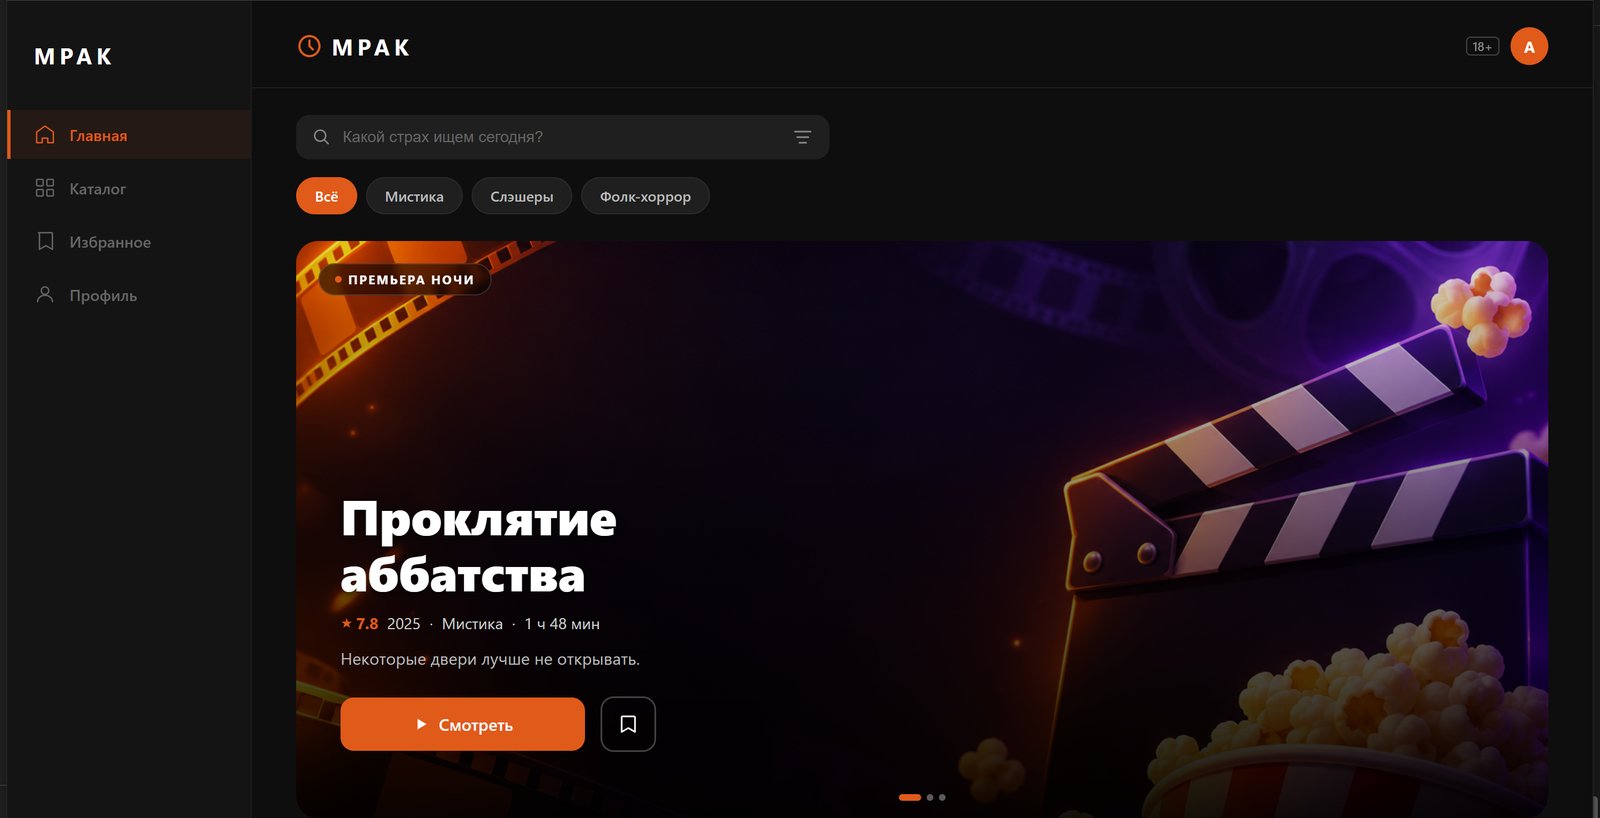 МРАК
Главная
Каталог
Избранное
Профиль
МРАК
18+
A
Какой страх ищем сегодня?
Всё
Мистика
Слэшеры
Фолк-хоррор
ПРЕМЬЕРА НОЧИ
Проклятие
аббатства
★ 7.8 2025 · Мистика · 1 ч 48 мин
Некоторые двери лучше не открывать.
Смотреть